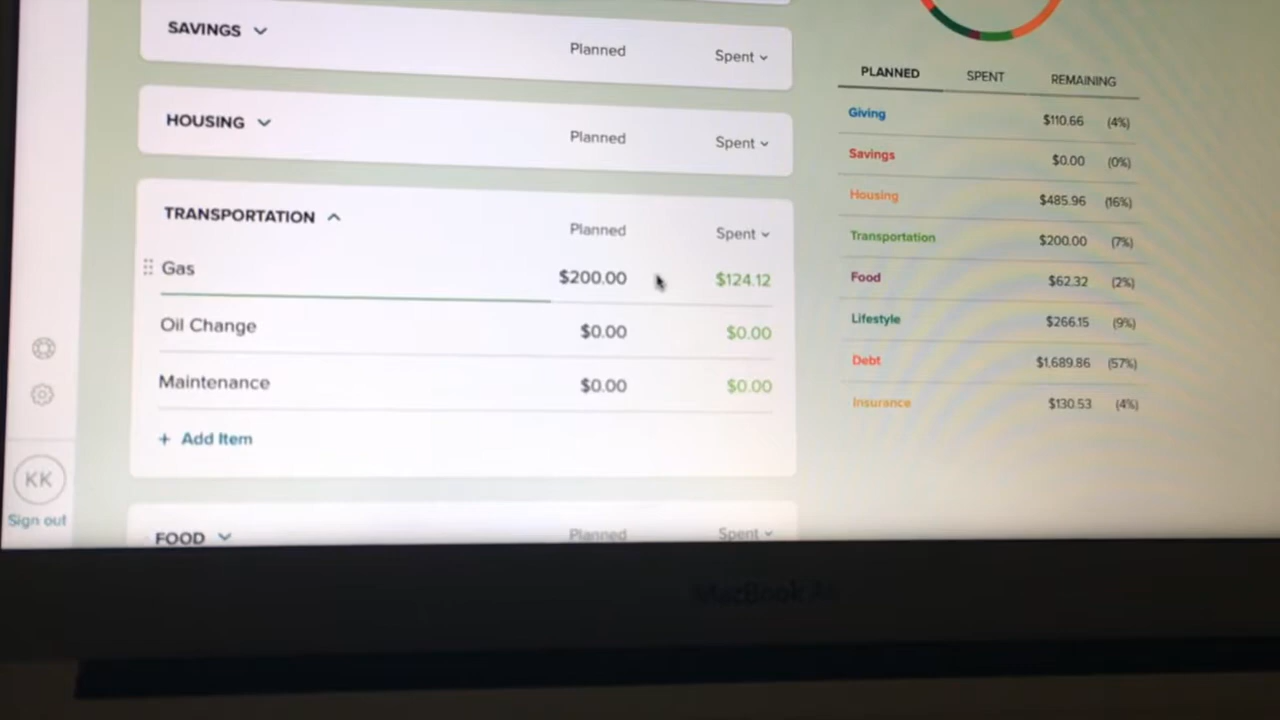 SAVINGS
Planned Spent
HOUSING
Planned Spent
TRANSPORTATION
Planned Spent
Gas $200.00 $124.12
Oil Change $0.00 $0.00
Maintenance $0.00 $0.00
+ Add Item
FOOD
Planned Spent
KK
Sign out
PLANNED SPENT REMAINING
Giving $110.66 (4%)
Savings $0.00 (0%)
Housing $485.96 (16%)
Transportation $200.00 (7%)
Food $62.32 (2%)
Lifestyle $266.15 (9%)
Debt $1,689.86 (57%)
Insurance $130.53 (4%)
MacBook